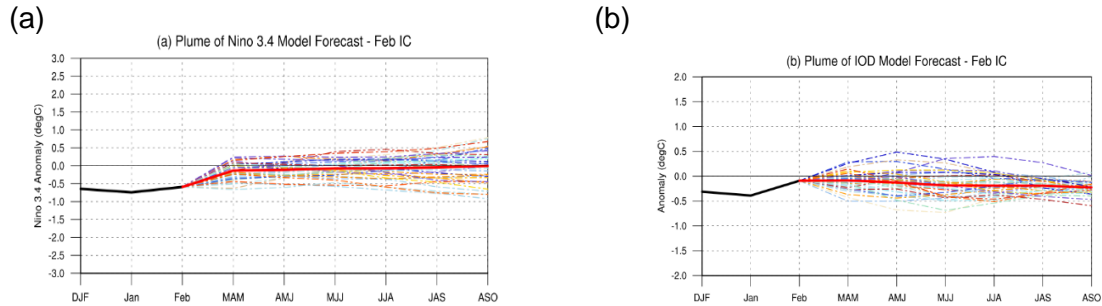 (a)
(a) Plume of Nino 3.4 Model Forecast - Feb IC
Nino 3.4 Anomaly (degC)
3.0
2.5
2.0
1.5
1.0
0.5
0.0
-0.5
-1.0
-1.5
-2.0
-2.5
-3.0
DJF Jan Feb MAM AMJ MJJ JJA JAS ASO
(b)
(b) Plume of IOD Model Forecast - Feb IC
Anomaly (degC)
2.0
1.5
1.0
0.5
0.0
-0.5
-1.0
-1.5
-2.0
DJF Jan Feb MAM AMJ MJJ JJA JAS ASO